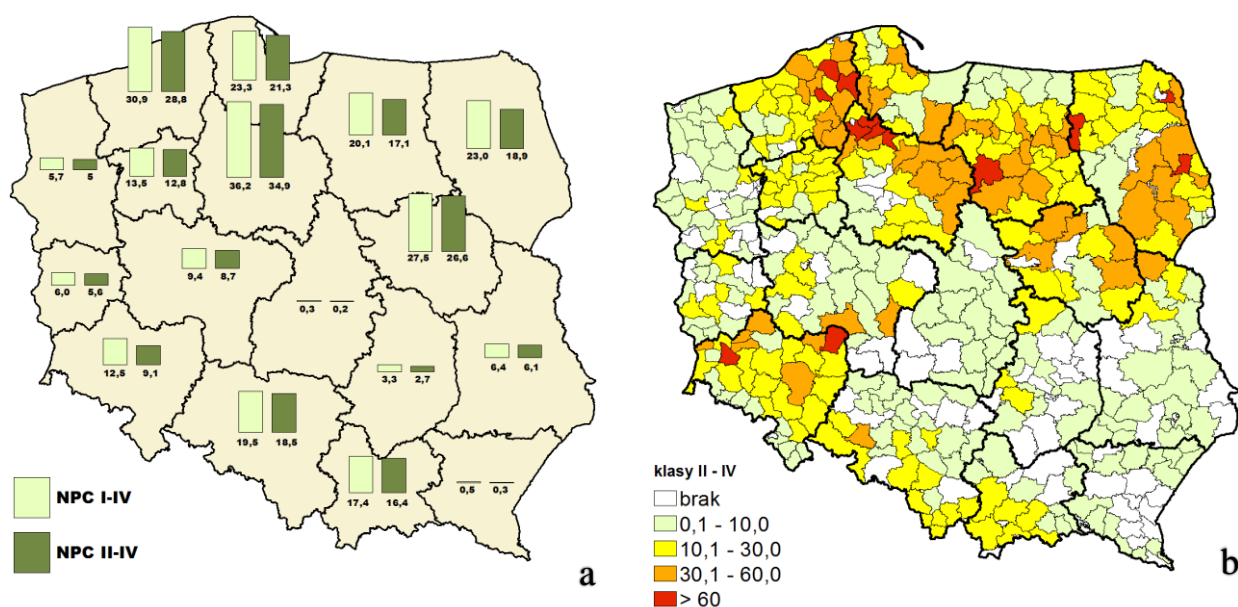 30,9 28,8
23,3 21,3
36,2 34,9
20,1 17,1
23,0 18,9
5,7 5
13,5 12,8
27,5 26,6
9,4 8,7
6,0 5,6
0,3 0,2
12,5 9,1
3,3 2,7
6,4 6,1
19,5 18,5
17,4 16,4
0,5 0,3
NPC I-IV
NPC II-IV
a
klasy II - IV
brak
0,1 - 10,0
10,1 - 30,0
30,1 - 60,0
> 60
b